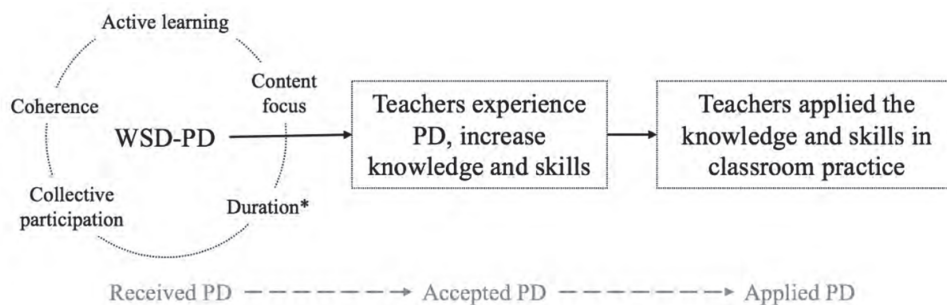 Active learning
Content
focus
Coherence
WSD-PD
Collective
participation
Duration*
Teachers experience
PD, increase
knowledge and skills
Teachers applied the
knowledge and skills in
classroom practice
Received PD
Accepted PD
Applied PD